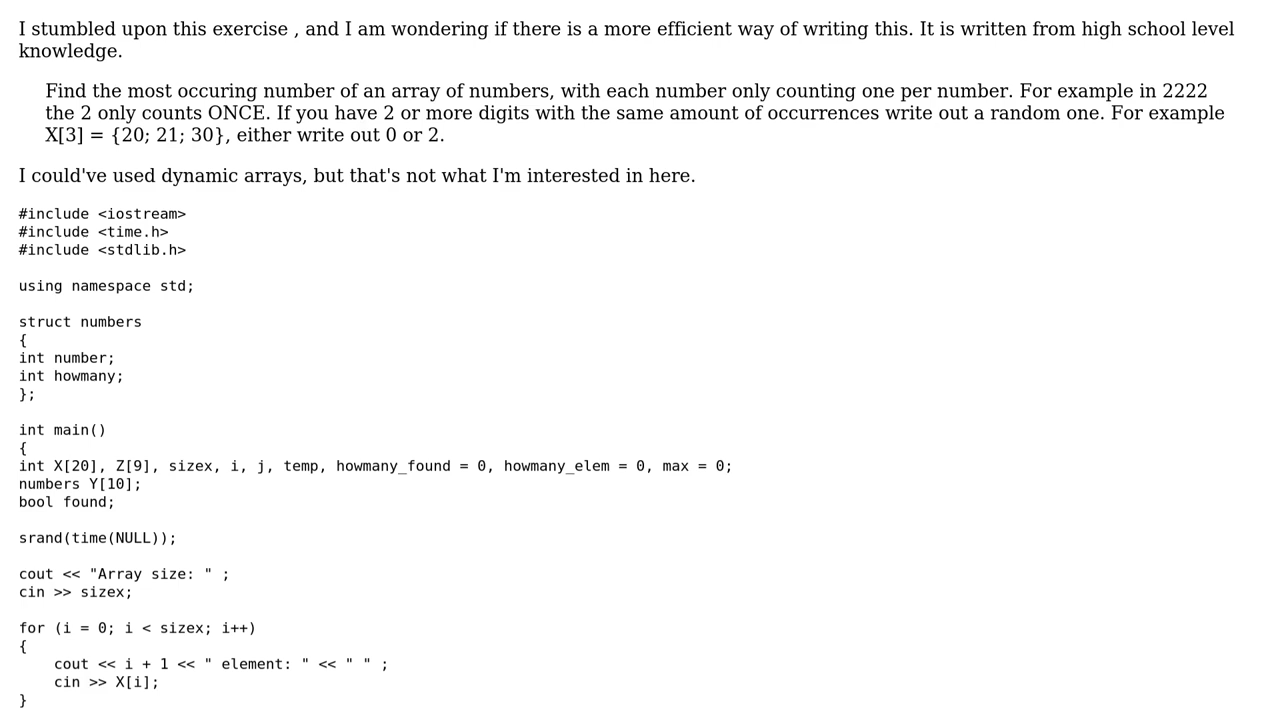 I stumbled upon this exercise , and I am wondering if there is a more efficient way of writing this. It is written from high school level
knowledge.
Find the most occuring number of an array of numbers, with each number only counting one per number. For example in 2222
the 2 only counts ONCE. If you have 2 or more digits with the same amount of occurrences write out a random one. For example
X[3] = {20; 21; 30}, either write out 0 or 2.
I could've used dynamic arrays, but that's not what I'm interested in here.
#include <iostream>
#include <time.h>
#include <stdlib.h>
using namespace std;
struct numbers
{
int number;
int howmany;
};
int main()
{
int X[20], Z[9], sizex, i, j, temp, howmany_found = 0, howmany_elem = 0, max = 0;
numbers Y[10];
bool found;
srand(time(NULL));
cout << "Array size: " ;
cin >> sizex;
for (i = 0; i < sizex; i++)
{
    cout << i + 1 << " element: " << " " ;
    cin >> X[i];
}